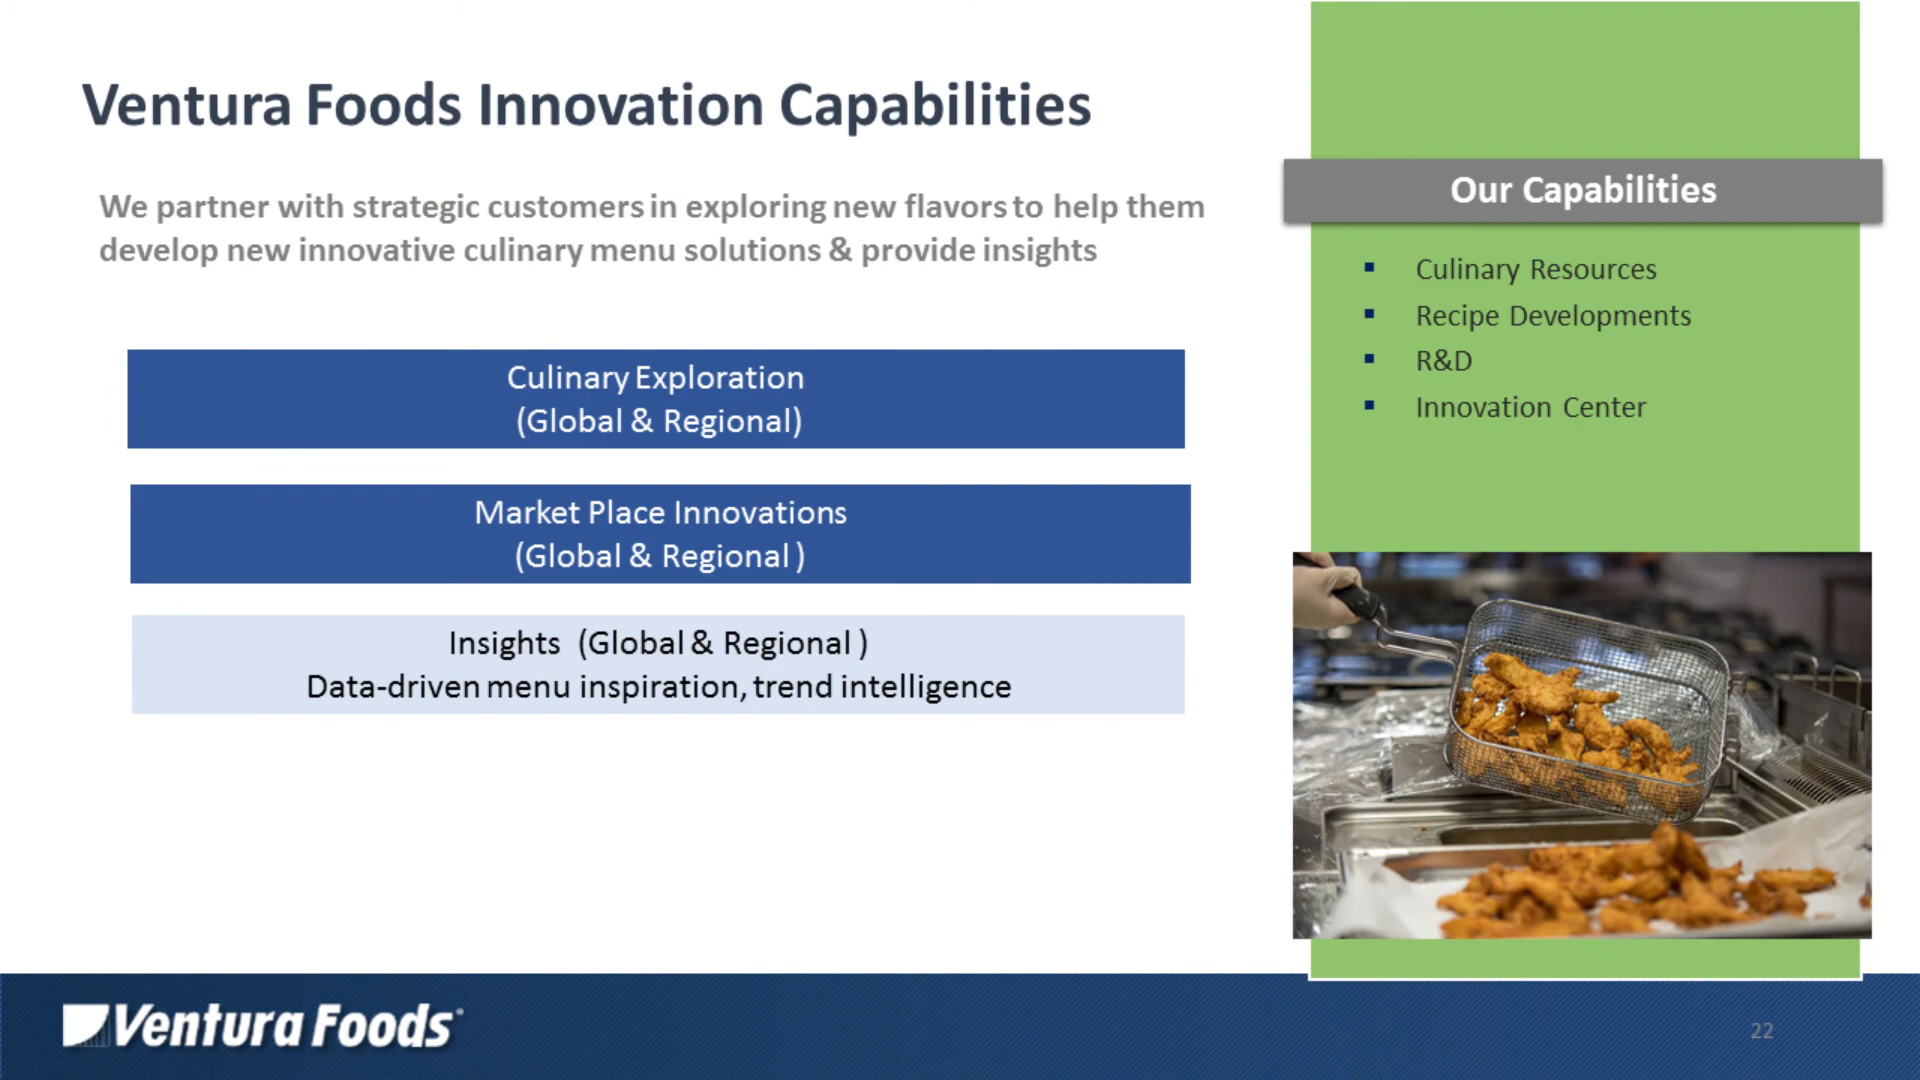 Ventura Foods Innovation Capabilities
We partner with strategic customers in exploring new flavors to help them
develop new innovative culinary menu solutions & provide insights
Culinary Exploration
(Global & Regional)
Market Place Innovations
(Global & Regional )
Insights (Global & Regional )
Data-driven menu inspiration, trend intelligence
Our Capabilities
▪ Culinary Resources
▪ Recipe Developments
▪ R&D
▪ Innovation Center
Ventura Foods
22